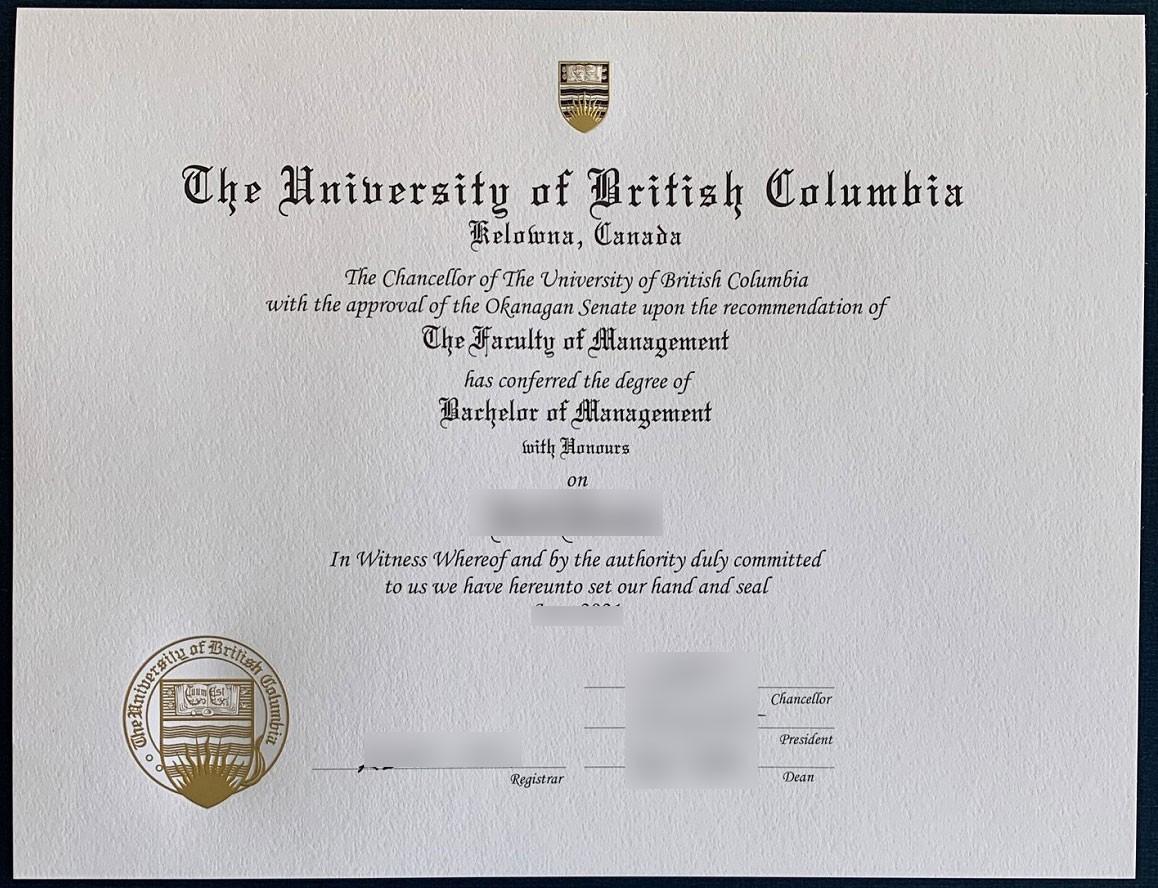 The University of British Columbia
Kelowna, Canada
The Chancellor of The University of British Columbia
with the approval of the Okanagan Senate upon the recommendation of
The Faculty of Management
has conferred the degree of
Bachelor of Management
with Honours
on
In Witness Whereof and by the authority duly committed
to us we have hereunto set our hand and seal
The University of British Columbia
Tuum Est
Chancellor
President
Registrar
Dean